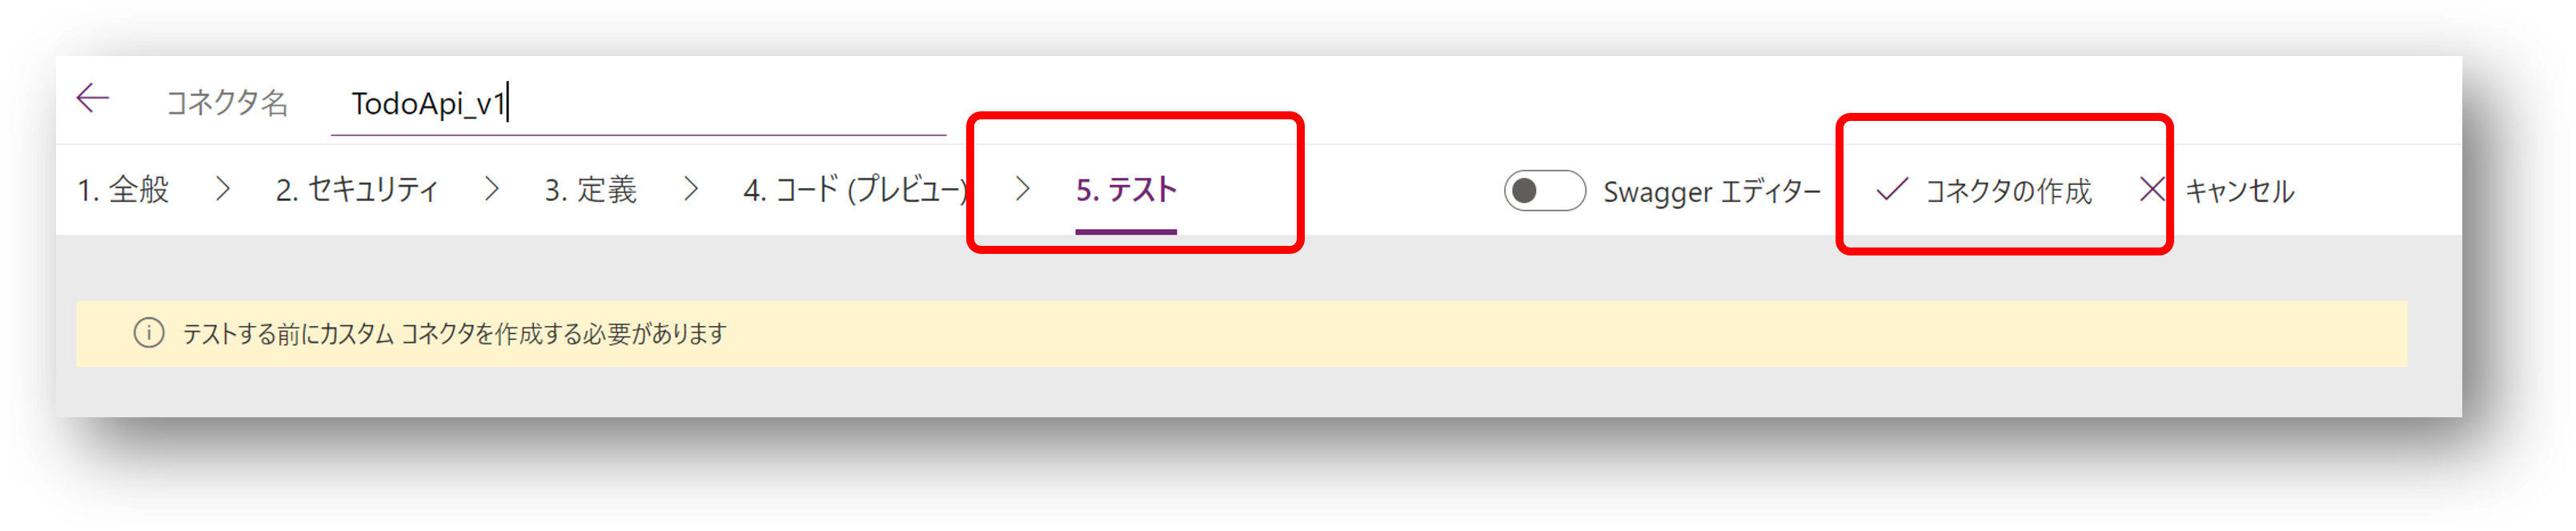 コネクタ名 TodoApi_v1
1. 全般 2. セキュリティ 3. 定義 4. コード (プレビュー) 5. テスト Swagger エディター コネクタの作成 キャンセル
テストする前にカスタム コネクタを作成する必要があります